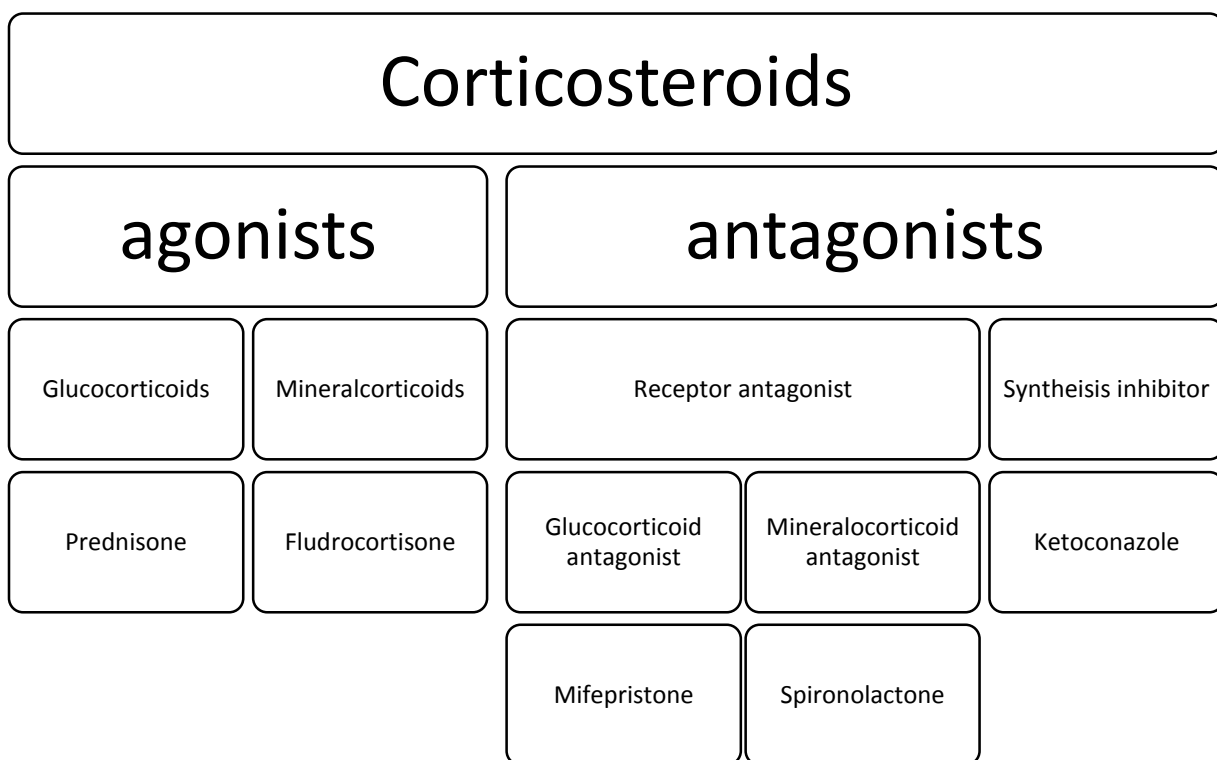 Corticosteroids
agonists
antagonists
Glucocorticoids
Mineralcorticoids
Receptor antagonist
Syntheisis inhibitor
Prednisone
Fludrocortisone
Glucocorticoid
antagonist
Mineralocorticoid
antagonist
Ketoconazole
Mifepristone
Spironolactone